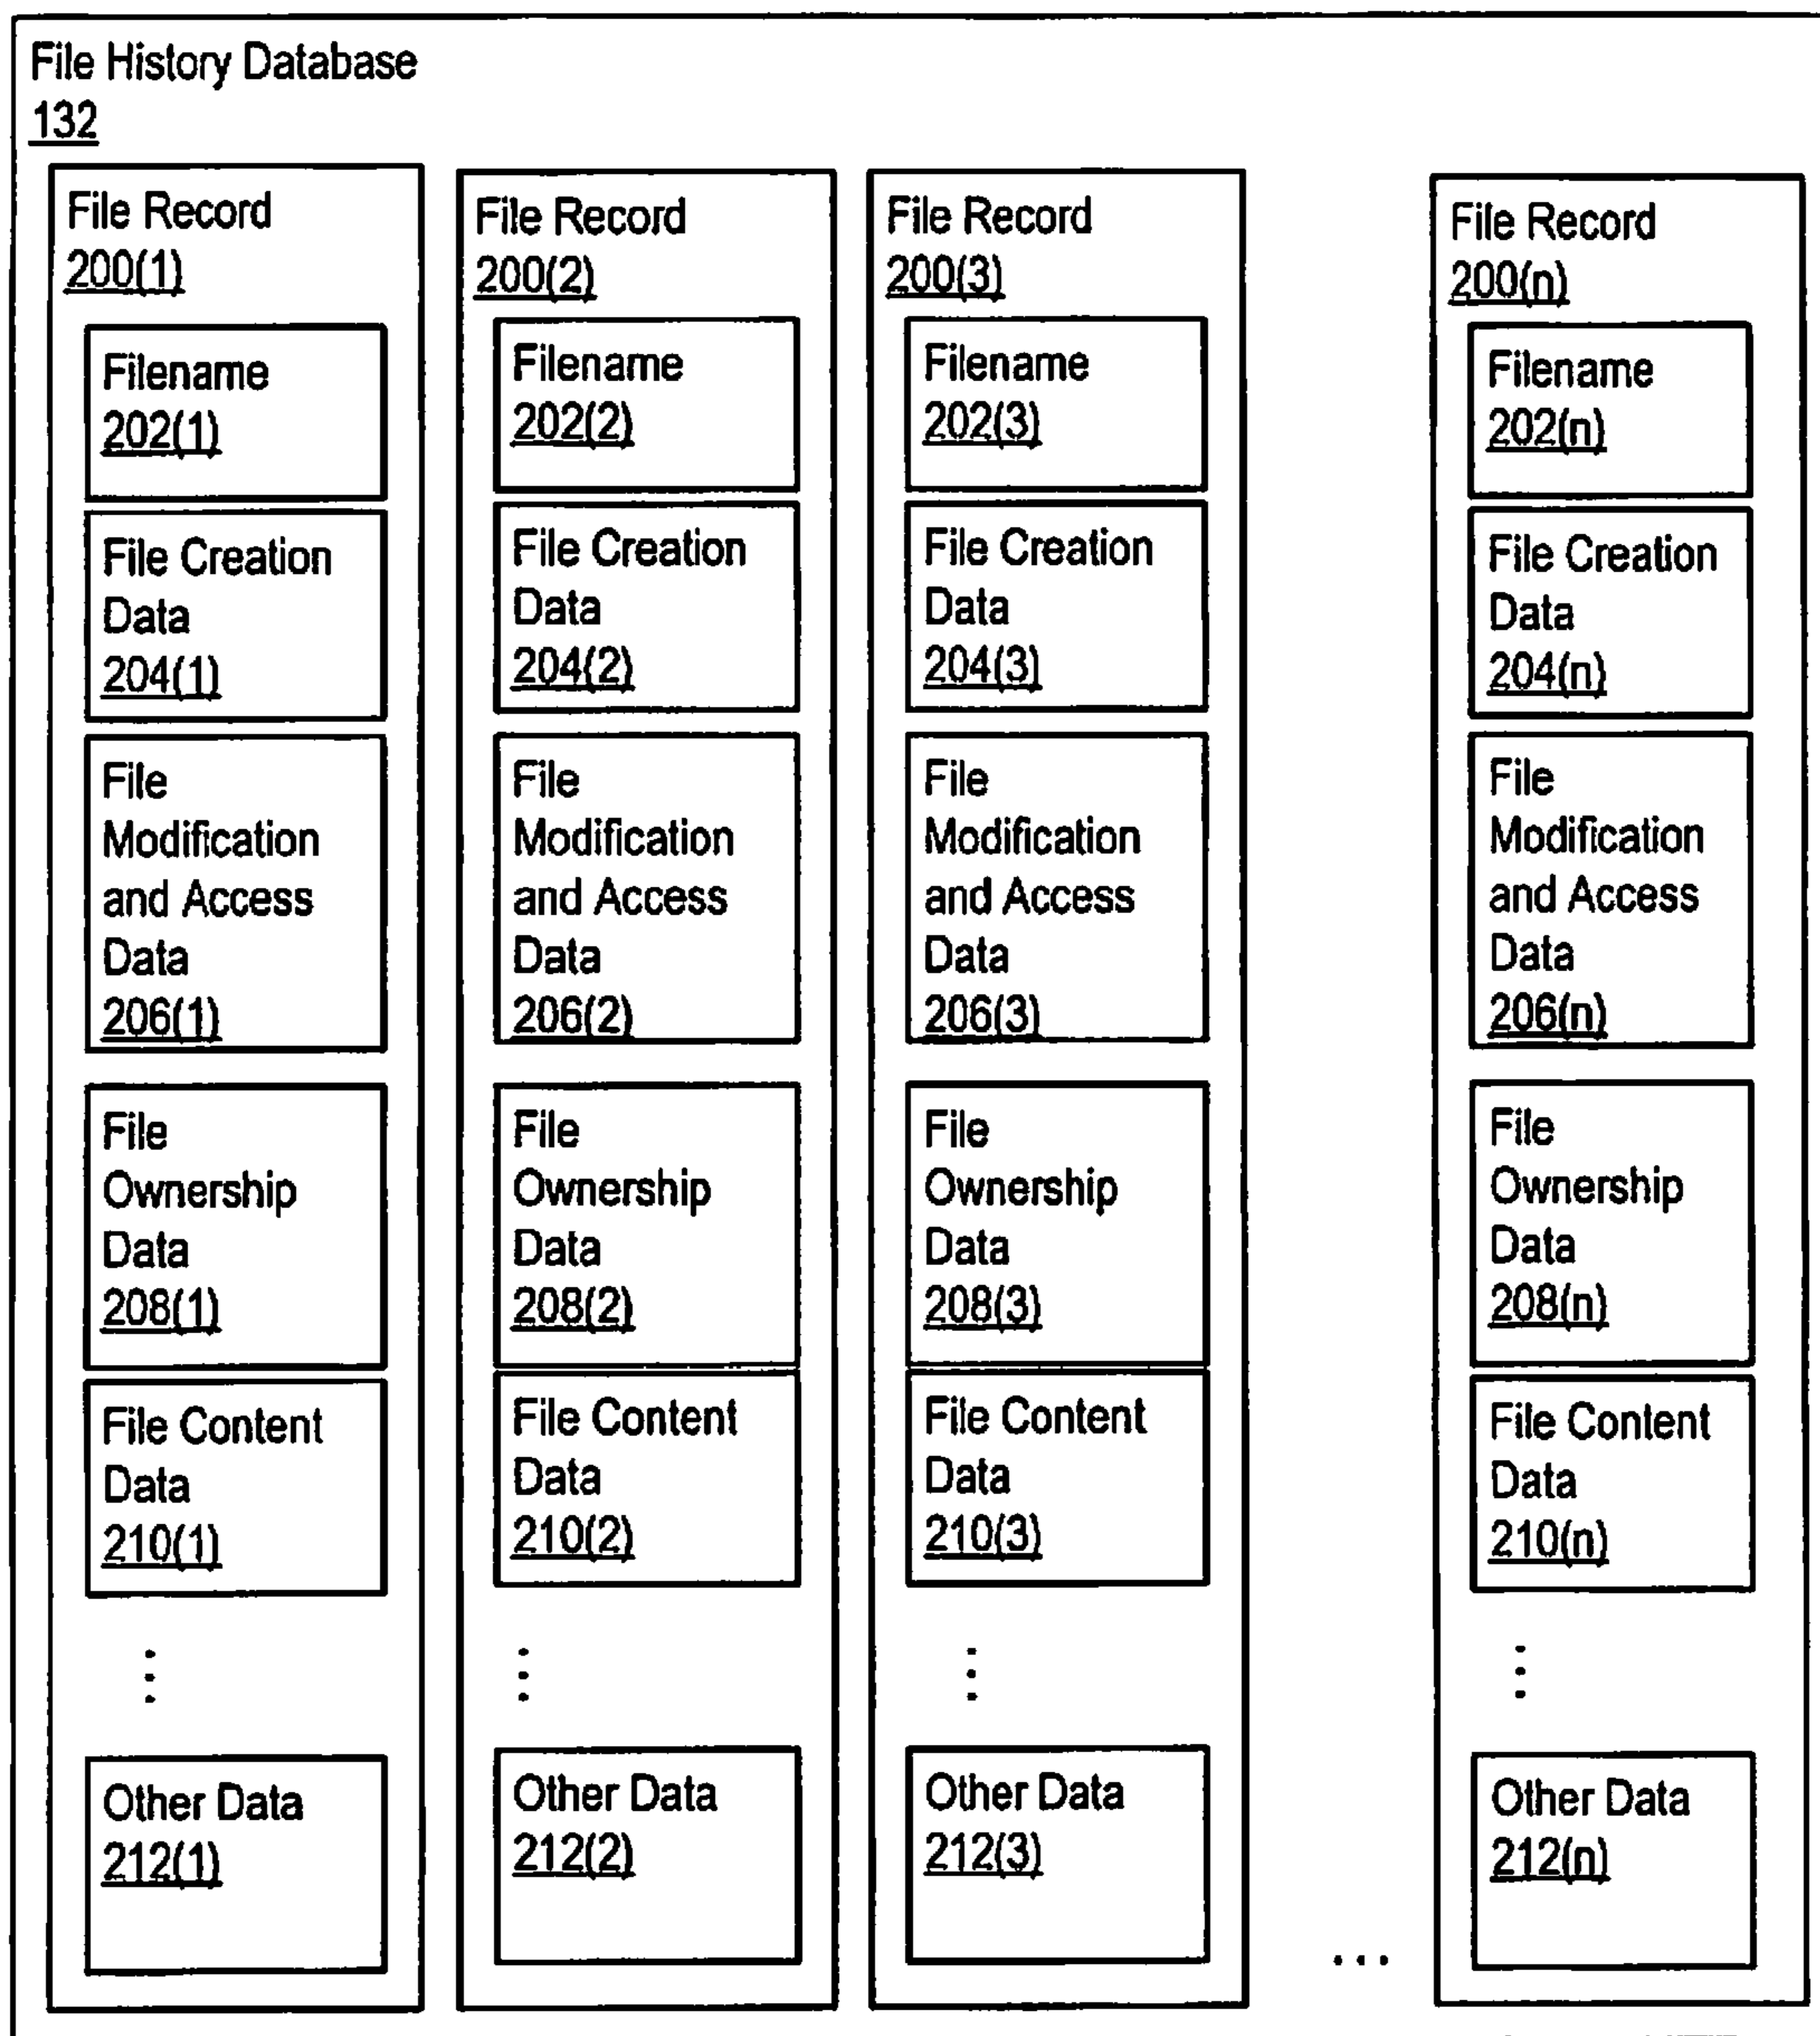 File History Database
132
File Record
200(1)
Filename
202(1)
File Creation
Data
204(1)
File
Modification
and Access
Data
206(1)
File
Ownership
Data
208(1)
File Content
Data
210(1)
⋮
Other Data
212(1)
File Record
200(2)
Filename
202(2)
File Creation
Data
204(2)
File
Modification
and Access
Data
206(2)
File
Ownership
Data
208(2)
File Content
Data
210(2)
⋮
Other Data
212(2)
File Record
200(3)
Filename
202(3)
File Creation
Data
204(3)
File
Modification
and Access
Data
206(3)
File
Ownership
Data
208(3)
File Content
Data
210(3)
⋮
Other Data
212(3)
...
File Record
200(n)
Filename
202(n)
File Creation
Data
204(n)
File
Modification
and Access
Data
206(n)
File
Ownership
Data
208(n)
File Content
Data
210(n)
⋮
Other Data
212(n)